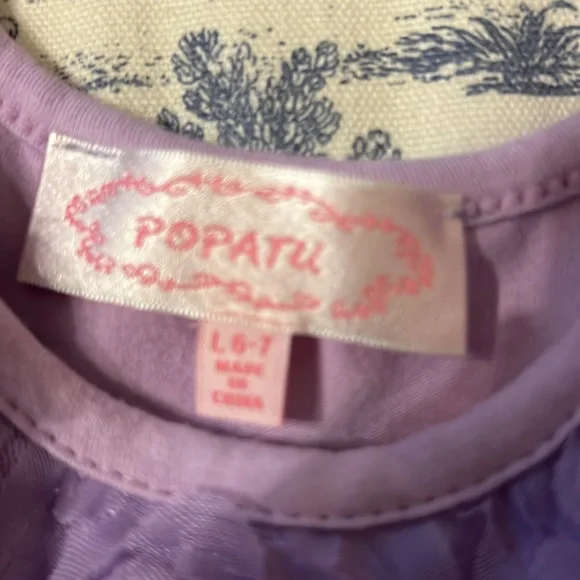 POPATU
L 6-7
MADE
IN
CHINA